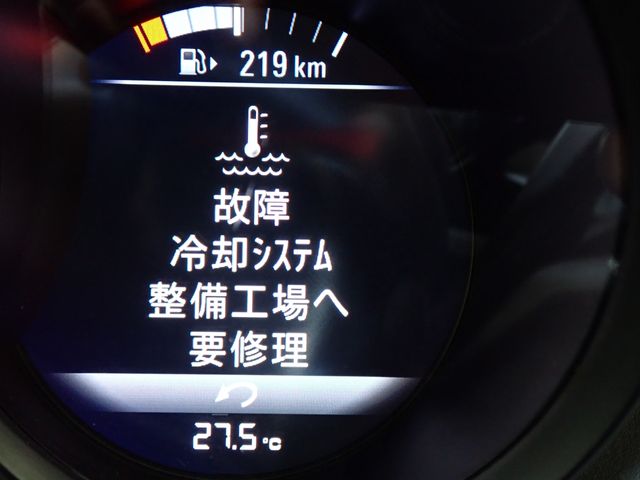 219 km
故障
冷却ｼｽﾃﾑ
整備工場へ
要修理
27.5°C